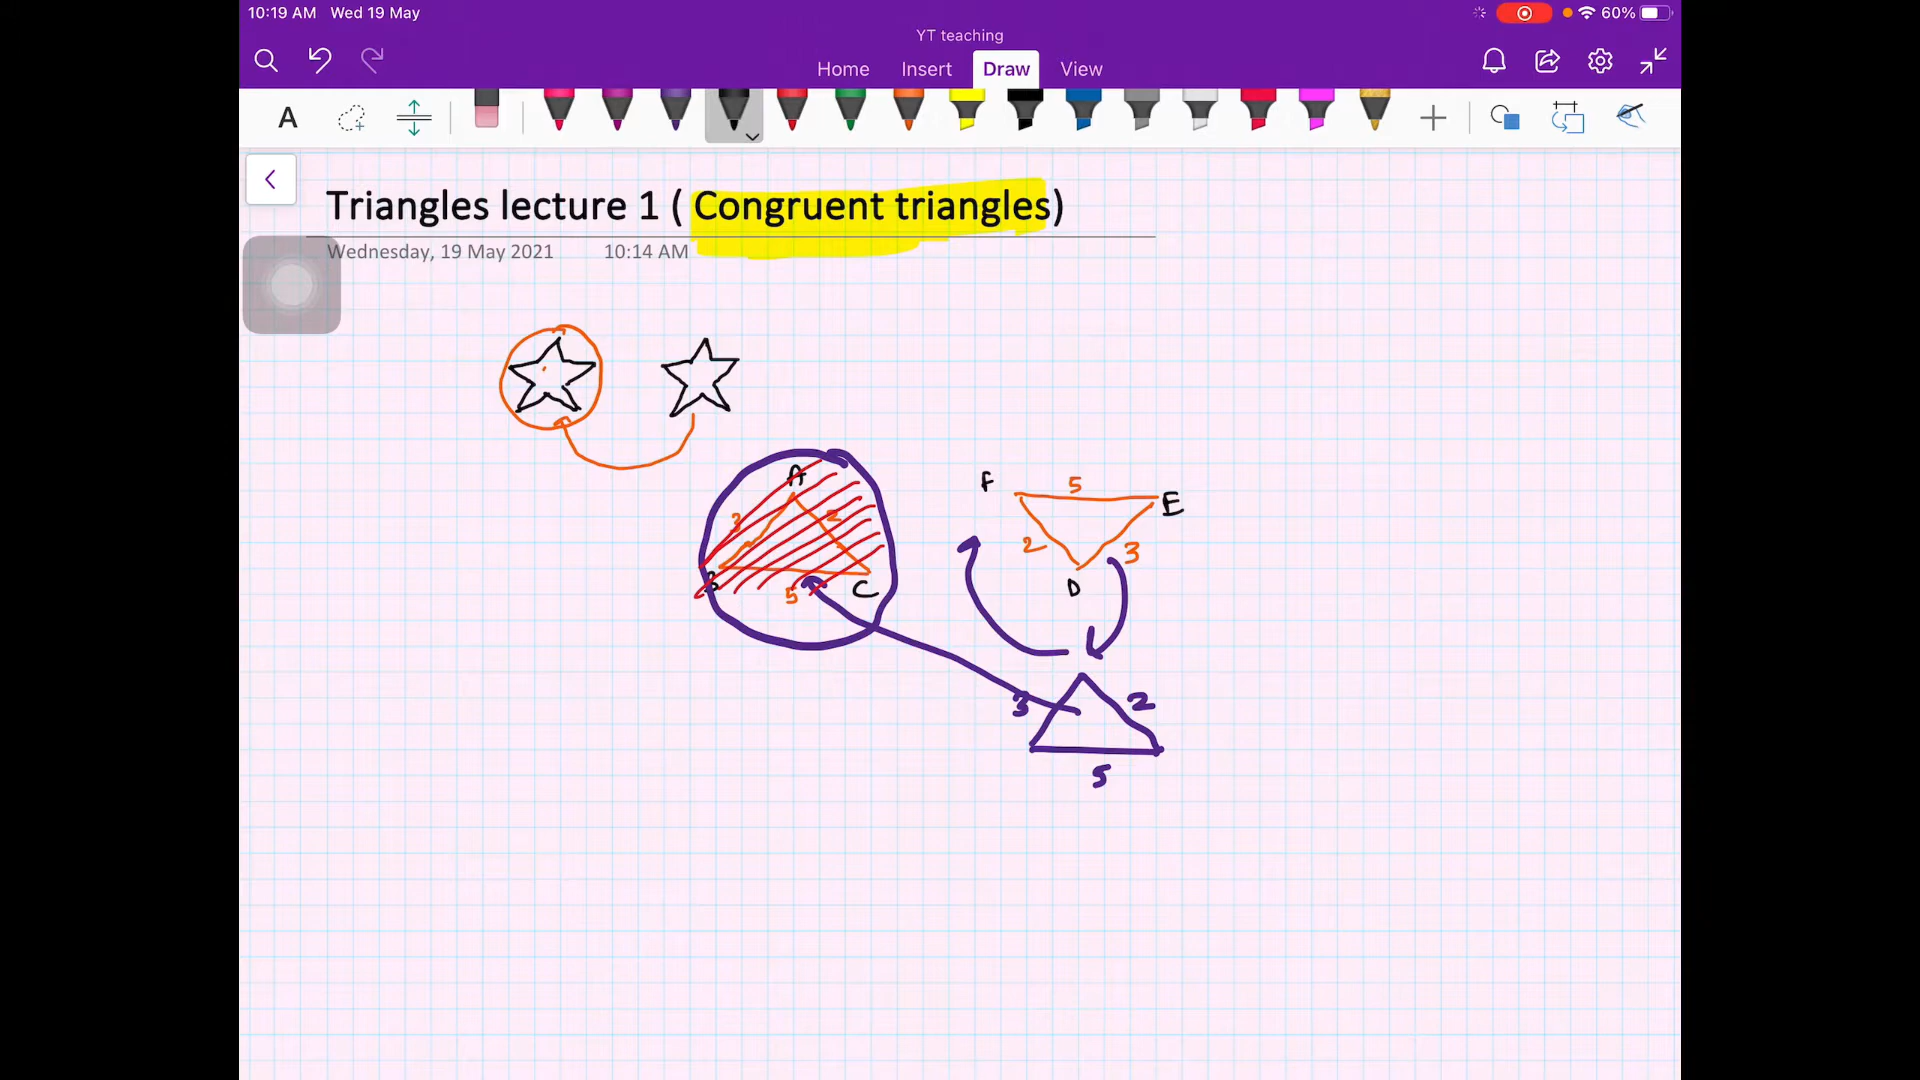 10:19 AM Wed 19 May
60%
YT teaching
Home Insert Draw View
A
Triangles lecture 1 ( Congruent triangles)
Wednesday, 19 May 2021 10:14 AM
A
F 5 E
3 2
2 3
B 5 C
D
3 2
5